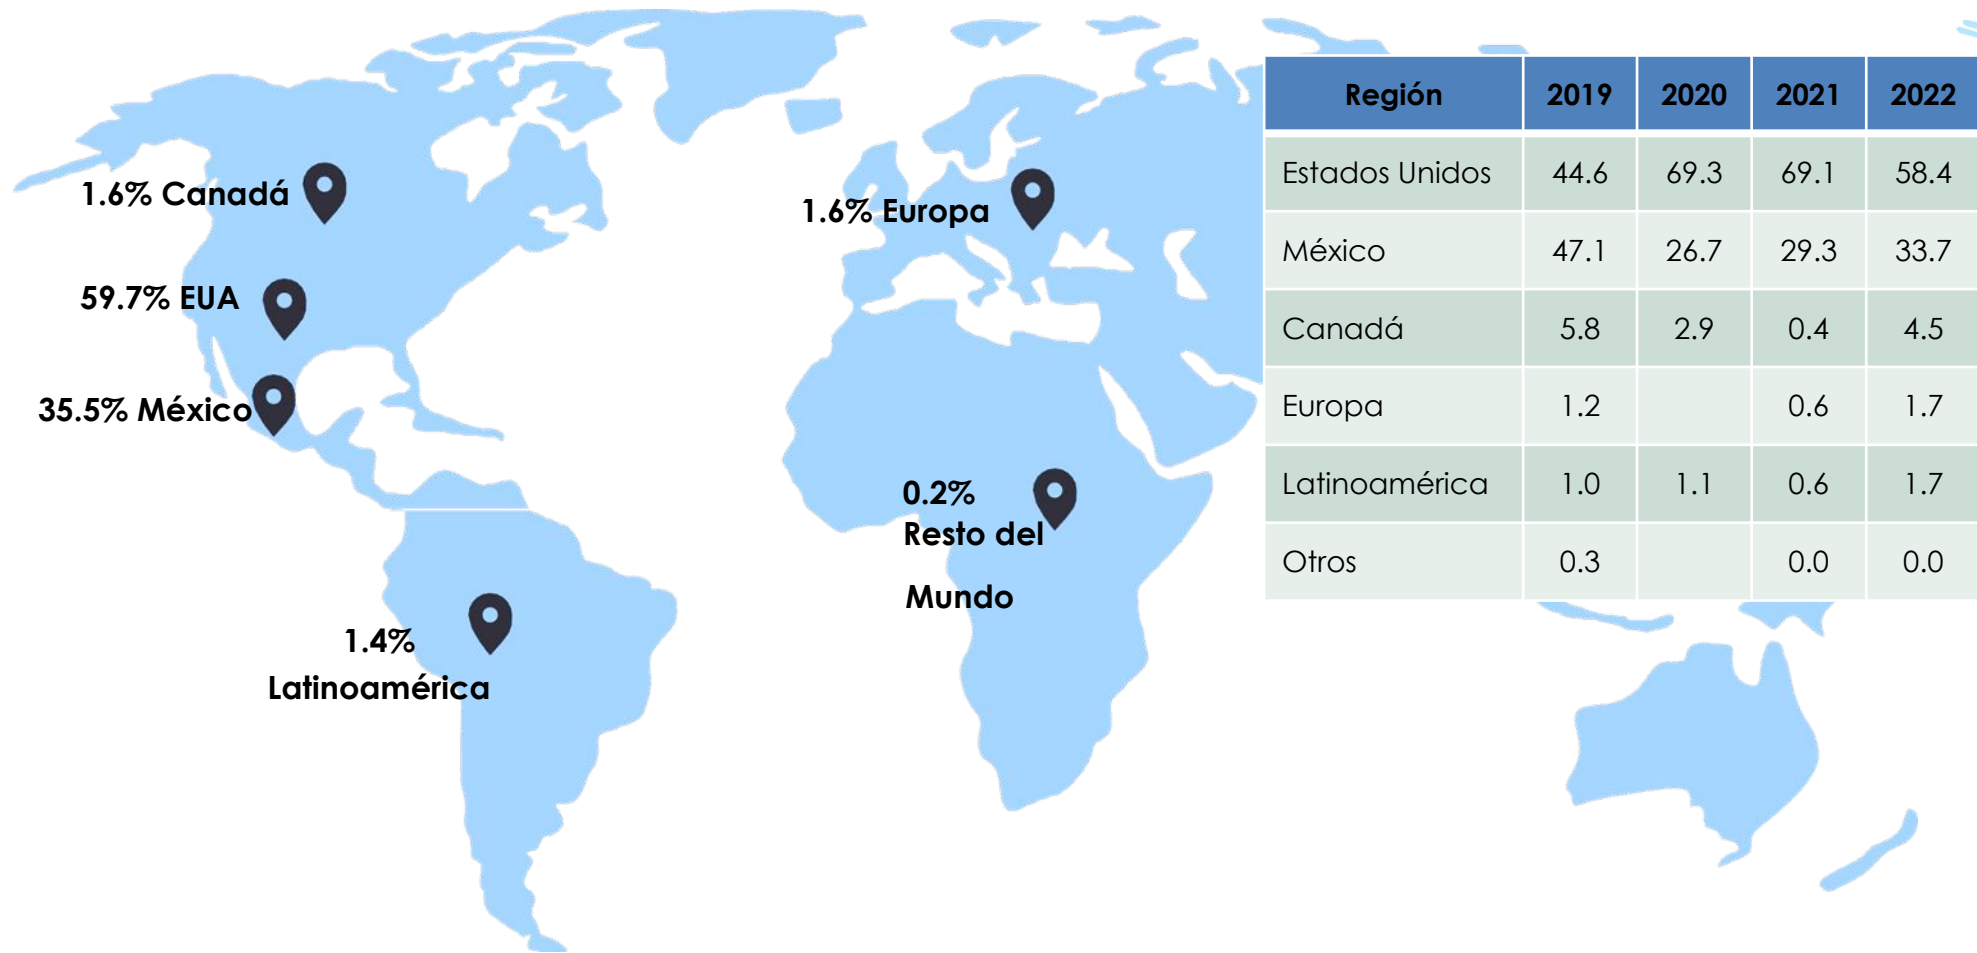 1.6% Canadá
59.7% EUA
35.5% México
1.4%
Latinoamérica
1.6% Europa
0.2%
Resto del
Mundo
Región 2019 2020 2021 2022
Estados Unidos 44.6 69.3 69.1 58.4
México 47.1 26.7 29.3 33.7
Canadá 5.8 2.9 0.4 4.5
Europa 1.2 0.6 1.7
Latinoamérica 1.0 1.1 0.6 1.7
Otros 0.3 0.0 0.0